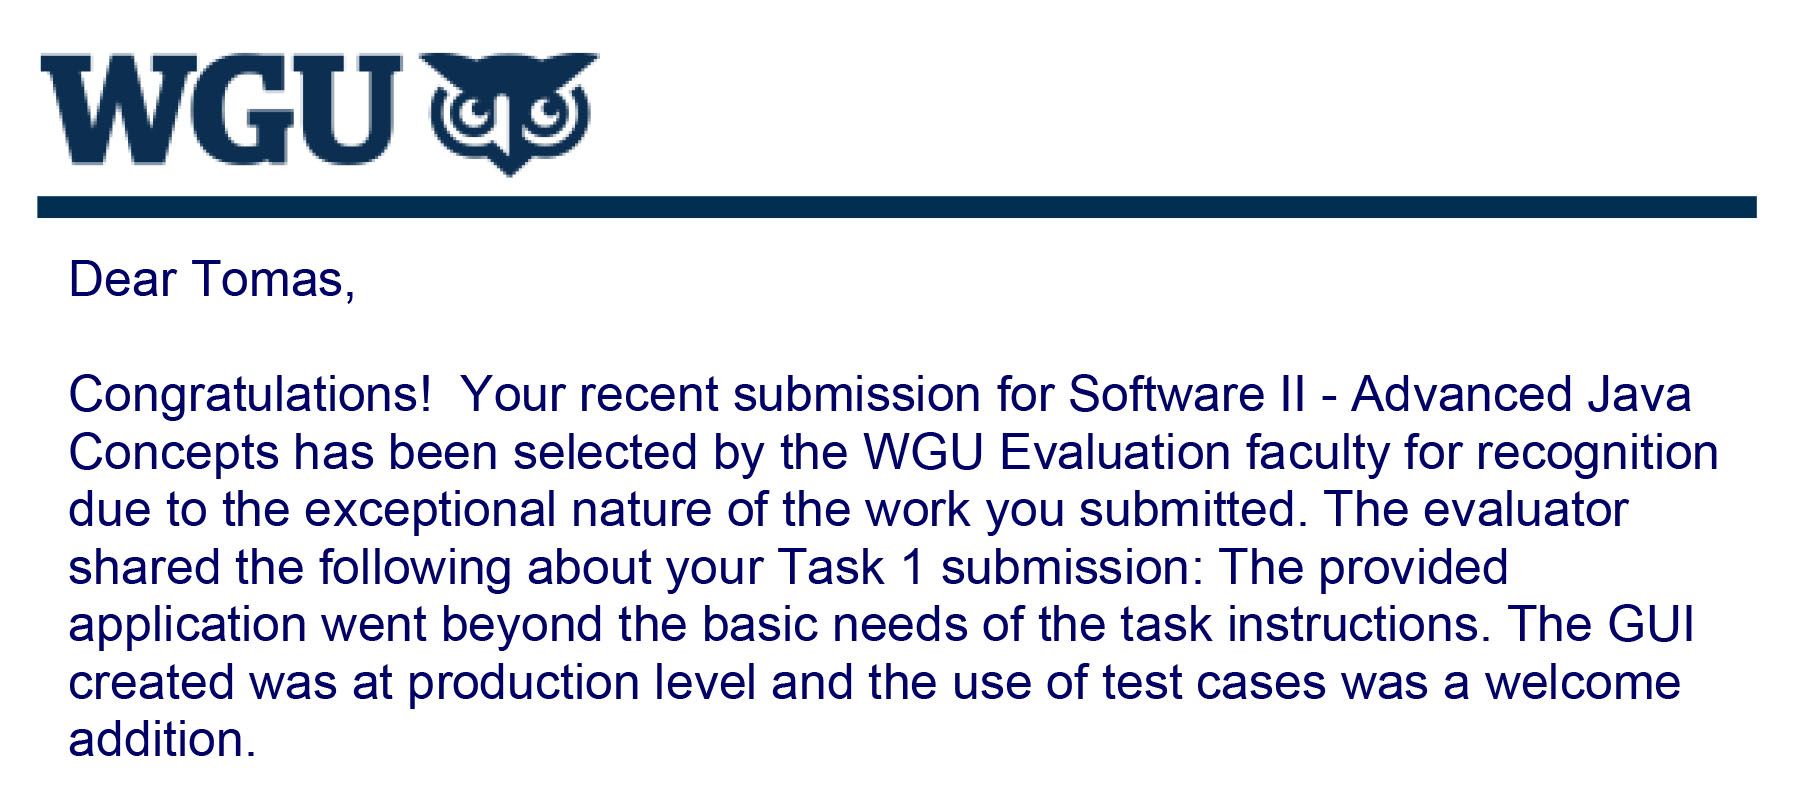 WGU
Dear Tomas,
Congratulations!  Your recent submission for Software II - Advanced Java
Concepts has been selected by the WGU Evaluation faculty for recognition
due to the exceptional nature of the work you submitted. The evaluator
shared the following about your Task 1 submission: The provided
application went beyond the basic needs of the task instructions. The GUI
created was at production level and the use of test cases was a welcome
addition.